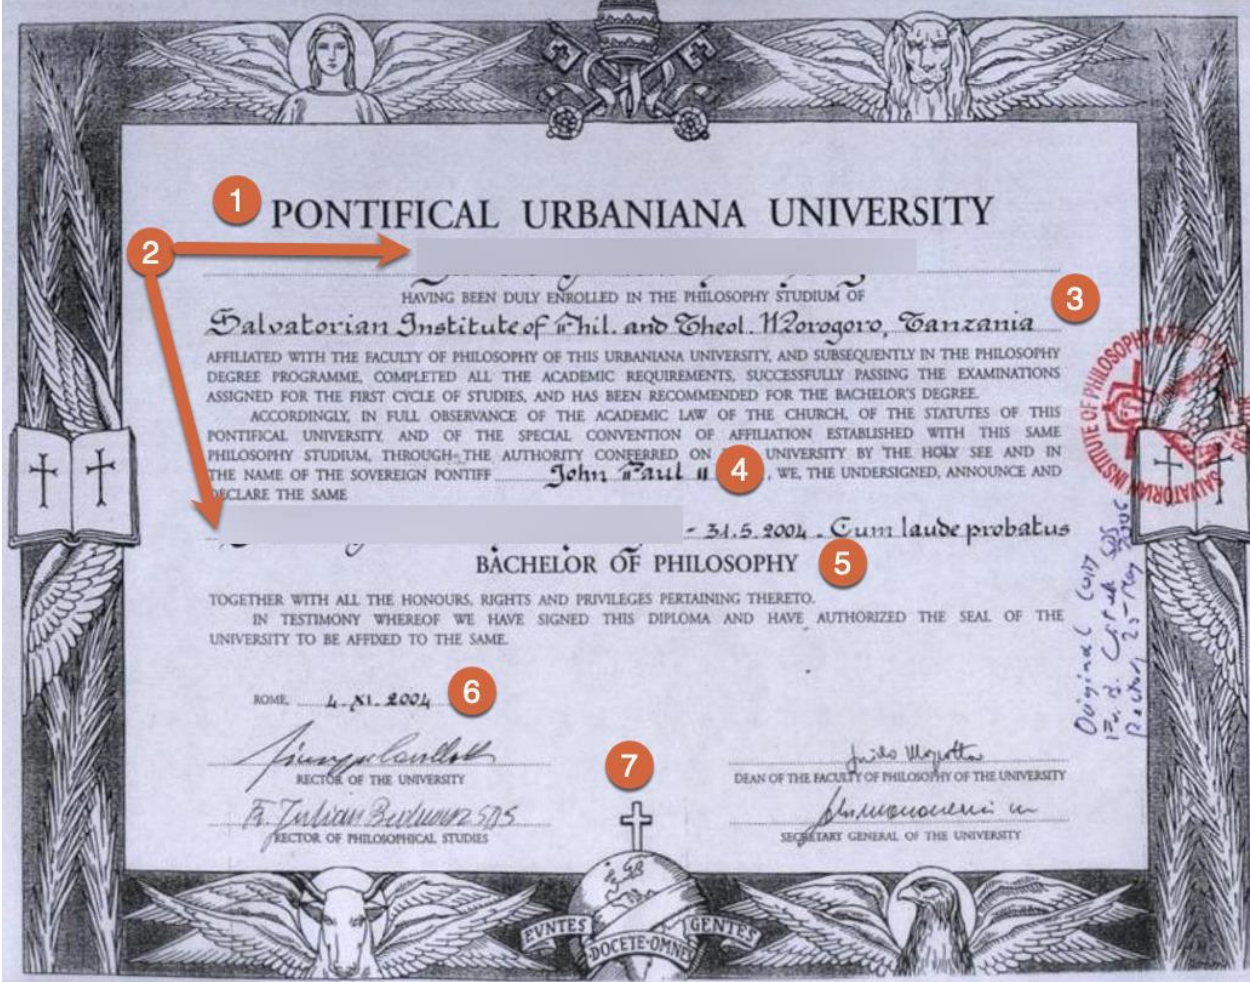 1
PONTIFICAL URBANIANA UNIVERSITY
2
HAVING BEEN DULY ENROLLED IN THE PHILOSOPHY STUDIUM OF
3
Salvatorian Institute of Phil. and Theol. Morogoro, Tanzania
AFFILIATED WITH THE FACULTY OF PHILOSOPHY OF THIS URBANIANA UNIVERSITY, AND SUBSEQUENTLY IN THE PHILOSOPHY
DEGREE PROGRAMME, COMPLETED ALL THE ACADEMIC REQUIREMENTS, SUCCESSFULLY PASSING THE EXAMINATIONS
ASSIGNED FOR THE FIRST CYCLE OF STUDIES, AND HAS BEEN RECOMMENDED FOR THE BACHELOR'S DEGREE.
ACCORDINGLY, IN FULL OBSERVANCE OF THE ACADEMIC LAW OF THE CHURCH, OF THE STATUTES OF THIS
PONTIFICAL UNIVERSITY, AND OF THE SPECIAL CONVENTION OF AFFILIATION ESTABLISHED WITH THIS SAME
PHILOSOPHY STUDIUM, THROUGH THE AUTHORITY CONFERRED ON UNIVERSITY BY THE HOLY SEE AND IN
THE NAME OF THE SOVEREIGN PONTIFF John Paul II 4, WE, THE UNDERSIGNED, ANNOUNCE AND
DECLARE THE SAME
- 31.5.2004. Cum laude probatus
BACHELOR OF PHILOSOPHY 5
TOGETHER WITH ALL THE HONOURS, RIGHTS AND PRIVILEGES PERTAINING THERETO.
IN TESTIMONY WHEREOF WE HAVE SIGNED THIS DIPLOMA AND HAVE AUTHORIZED THE SEAL OF THE
UNIVERSITY TO BE AFFIXED TO THE SAME.
ROME, 4. XI. 2004 6
7
RECTOR OF THE UNIVERSITY
DEAN OF THE FACULTY OF PHILOSOPHY OF THE UNIVERSITY
RECTOR OF PHILOSOPHICAL STUDIES
SECRETARY GENERAL OF THE UNIVERSITY
EVNTES DOCETE OMNES GENTES
SALVATORIAN INSTITUTE OF PHILOSOPHY &
Original Copy